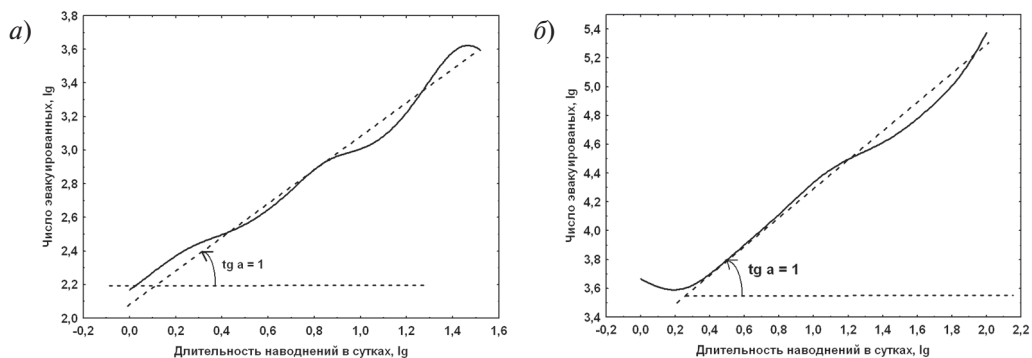 а)
3,8
3,6
3,4
3,2
3,0
2,8
2,6
2,4
2,2
2,0
Число эвакуированных, lg
tg a = 1
-0,2 0,0 0,2 0,4 0,6 0,8 1,0 1,2 1,4 1,6
Длительность наводнений в сутках, lg
б)
5,4
5,2
5,0
4,8
4,6
4,4
4,2
4,0
3,8
3,6
3,4
Число эвакуированых, lg
tg a = 1
-0,2 0,0 0,2 0,4 0,6 0,8 1,0 1,2 1,4 1,6 1,8 2,0 2,2
Длительность наводнений в сутках, lg